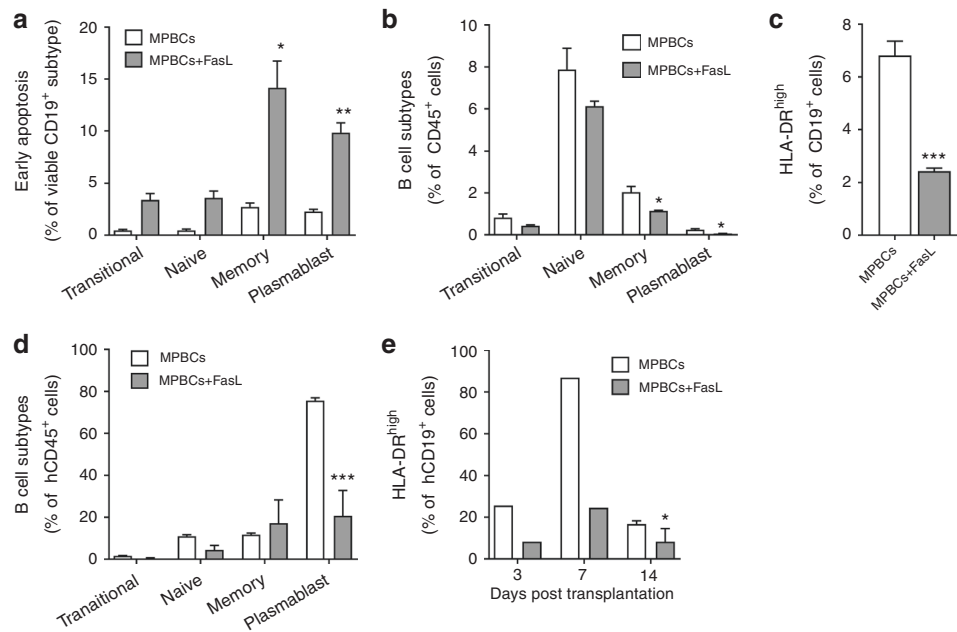 a
Early apoptosis
(% of viable CD19⁺ subtype)
20
15
10
5
0
MPBCs
MPBCs+FasL
*
**
Transitional
Naive
Memory
Plasmablast
b
B cell subtypes
(% of CD45⁺ cells)
8
6
4
2
0
MPBCs
MPBCs+FasL
*
*
Transitional
Naive
Memory
Plasmablast
c
HLA-DRʰⁱᵍʰ
(% of CD19⁺ cells)
8
6
4
2
0
***
MPBCs
MPBCs+FasL
d
B cell subtypes
(% of hCD45⁺ cells)
100
80
60
40
20
0
MPBCs
MPBCs+FasL
***
Tranaitional
Naive
Memory
Plasmablast
e
HLA-DRʰⁱᵍʰ
(% of hCD19⁺ cells)
100
80
60
40
20
0
MPBCs
MPBCs+FasL
*
3
7
14
Days post transplantation